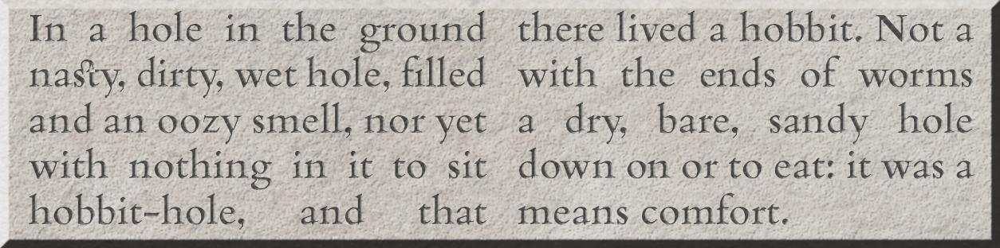 In a hole in the ground there lived a hobbit. Not a
nasty, dirty, wet hole, filled with the ends of worms
and an oozy smell, nor yet a dry, bare, sandy hole
with nothing in it to sit down on or to eat: it was a
hobbit-hole, and that means comfort.